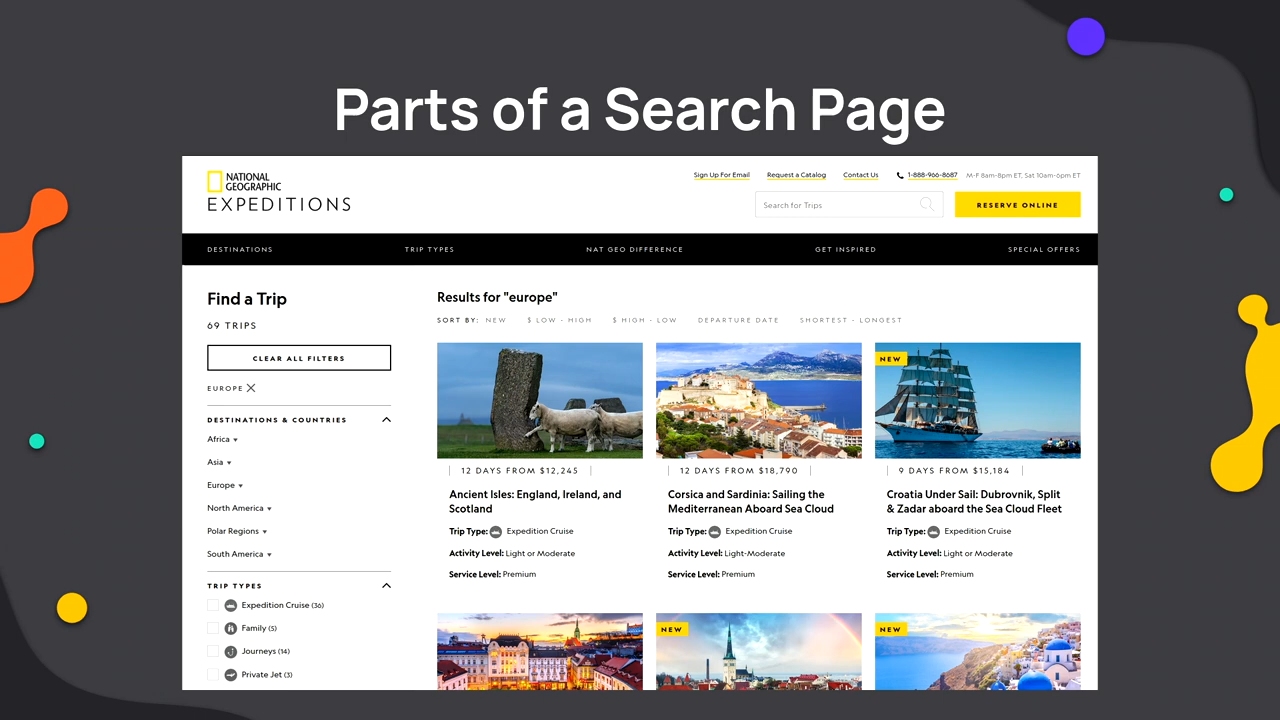 Parts of a Search Page
NATIONAL
GEOGRAPHIC
EXPEDITIONS
Sign Up For Email
Request a Catalog
Contact Us
1-888-966-8687
M-F 8am-8pm ET, Sat 10am-6pm ET
Search for Trips
RESERVE ONLINE
DESTINATIONS
TRIP TYPES
NAT GEO DIFFERENCE
GET INSPIRED
SPECIAL OFFERS
Find a Trip
69 TRIPS
CLEAR ALL FILTERS
EUROPE
DESTINATIONS & COUNTRIES
Africa
Asia
Europe
North America
Polar Regions
South America
TRIP TYPES
Expedition Cruise (36)
Family (5)
Journeys (14)
Private Jet (3)
Results for "europe"
SORT BY: NEW $ LOW - HIGH $ HIGH - LOW DEPARTURE DATE SHORTEST - LONGEST
12 DAYS FROM $12,245
Ancient Isles: England, Ireland, and
Scotland
Trip Type: Expedition Cruise
Activity Level: Light or Moderate
Service Level: Premium
12 DAYS FROM $18,790
Corsica and Sardinia: Sailing the
Mediterranean Aboard Sea Cloud
Trip Type: Expedition Cruise
Activity Level: Light-Moderate
Service Level: Premium
NEW
9 DAYS FROM $15,184
Croatia Under Sail: Dubrovnik, Split
& Zadar aboard the Sea Cloud Fleet
Trip Type: Expedition Cruise
Activity Level: Light or Moderate
Service Level: Premium
NEW
NEW